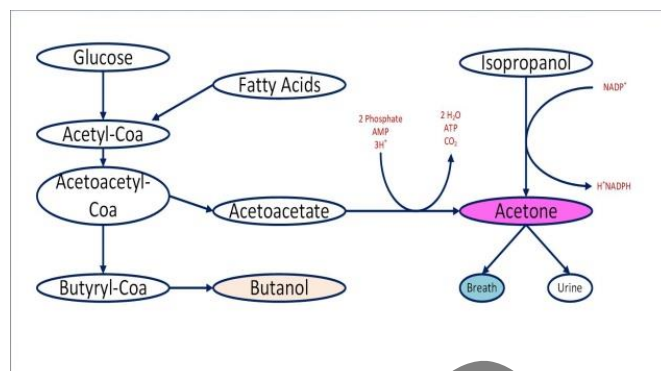 Glucose
Isopropanol
Fatty Acids
NADP⁺
2 Phosphate
AMP
3H⁺
2 H₂O
ATP
CO₂
Acetyl-Coa
Acetoacetyl-
Coa
H⁺NADPH
Acetoacetate
Acetone
Butyryl-Coa
Butanol
Breath
Urine